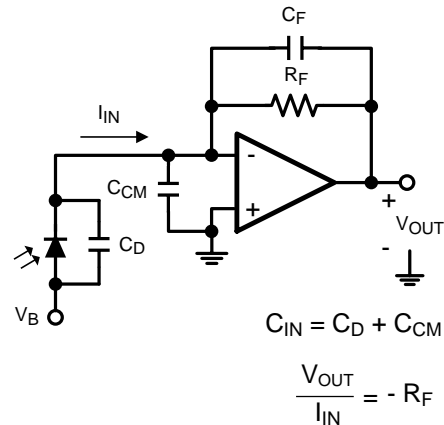 C_F
R_F
I_IN
-
C_CM
+
+
V_OUT
-
C_D
V_B
C_IN = C_D + C_CM
V_OUT
I_IN
= - R_F